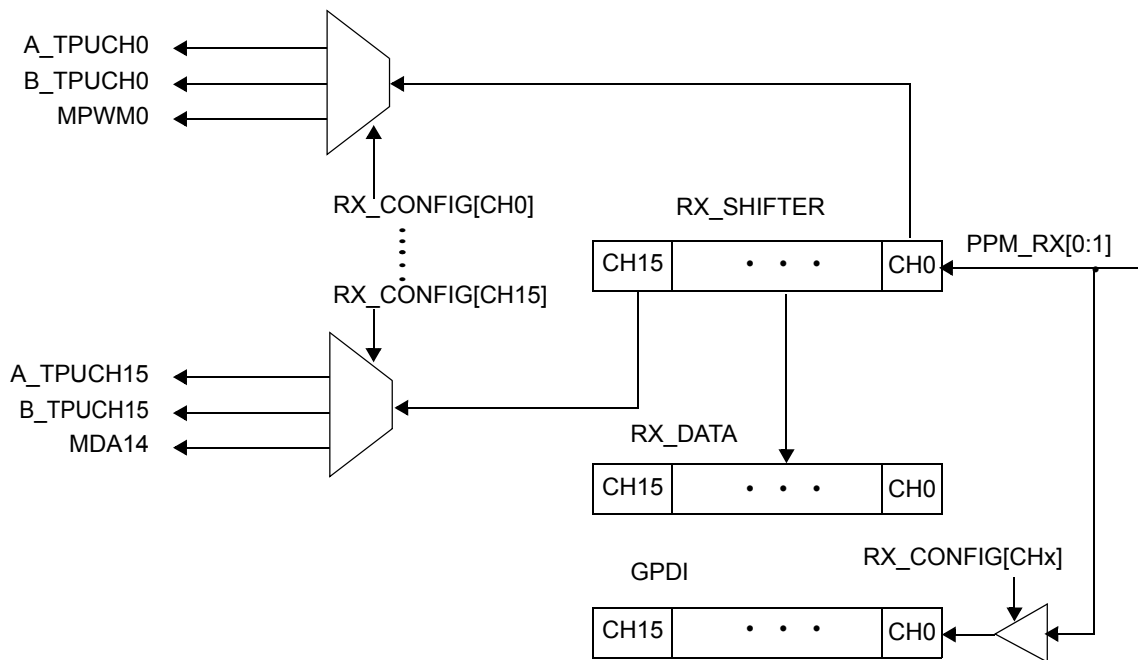 A_TPUCH0
B_TPUCH0
MPWM0
RX_CONFIG[CH0]
RX_SHIFTER
CH15 • • • CH0
PPM_RX[0:1]
RX_CONFIG[CH15]
A_TPUCH15
B_TPUCH15
MDA14
RX_DATA
CH15 • • • CH0
RX_CONFIG[CHx]
GPDI
CH15 • • • CH0